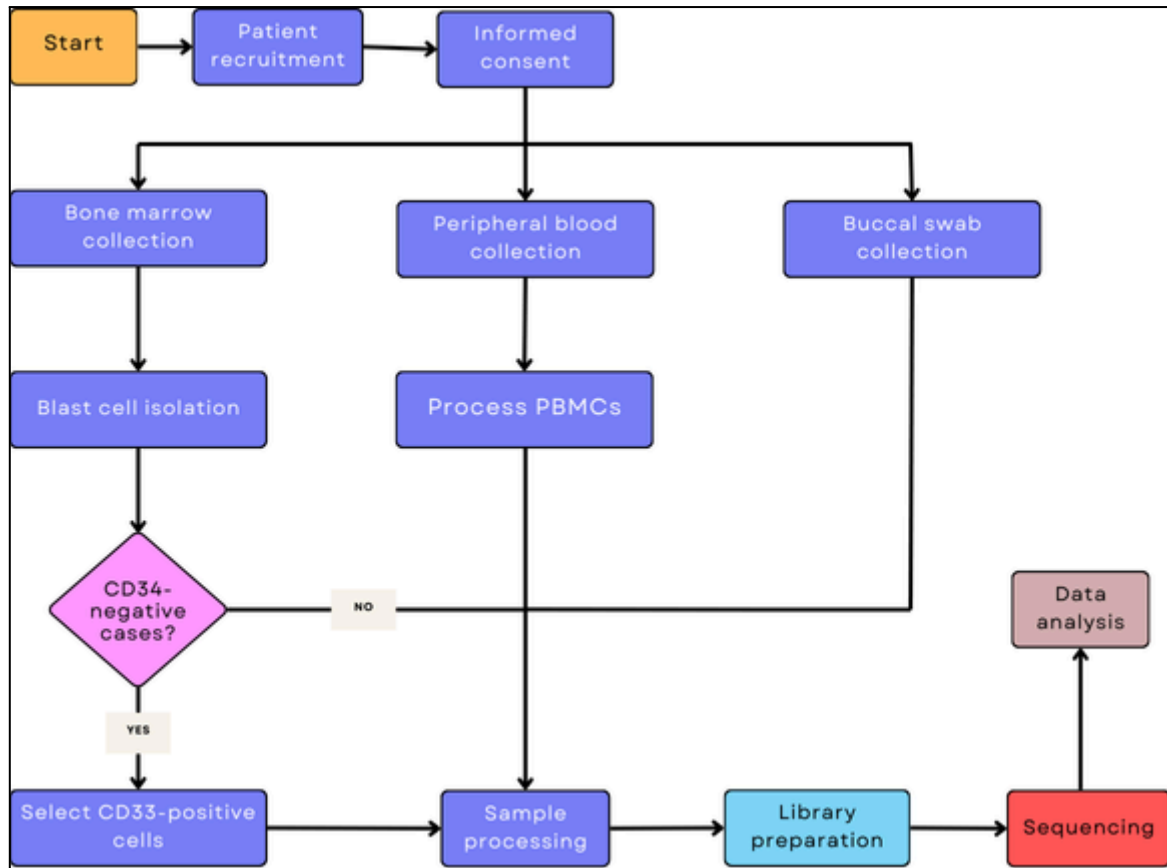 Start
Patient
recruitment
Informed
consent
Bone marrow
collection
Peripheral blood
collection
Buccal swab
collection
Blast cell isolation
Process PBMCs
CD34-
negative
cases?
NO
Data
analysis
YES
Select CD33-positive
cells
Sample
processing
Library
preparation
Sequencing